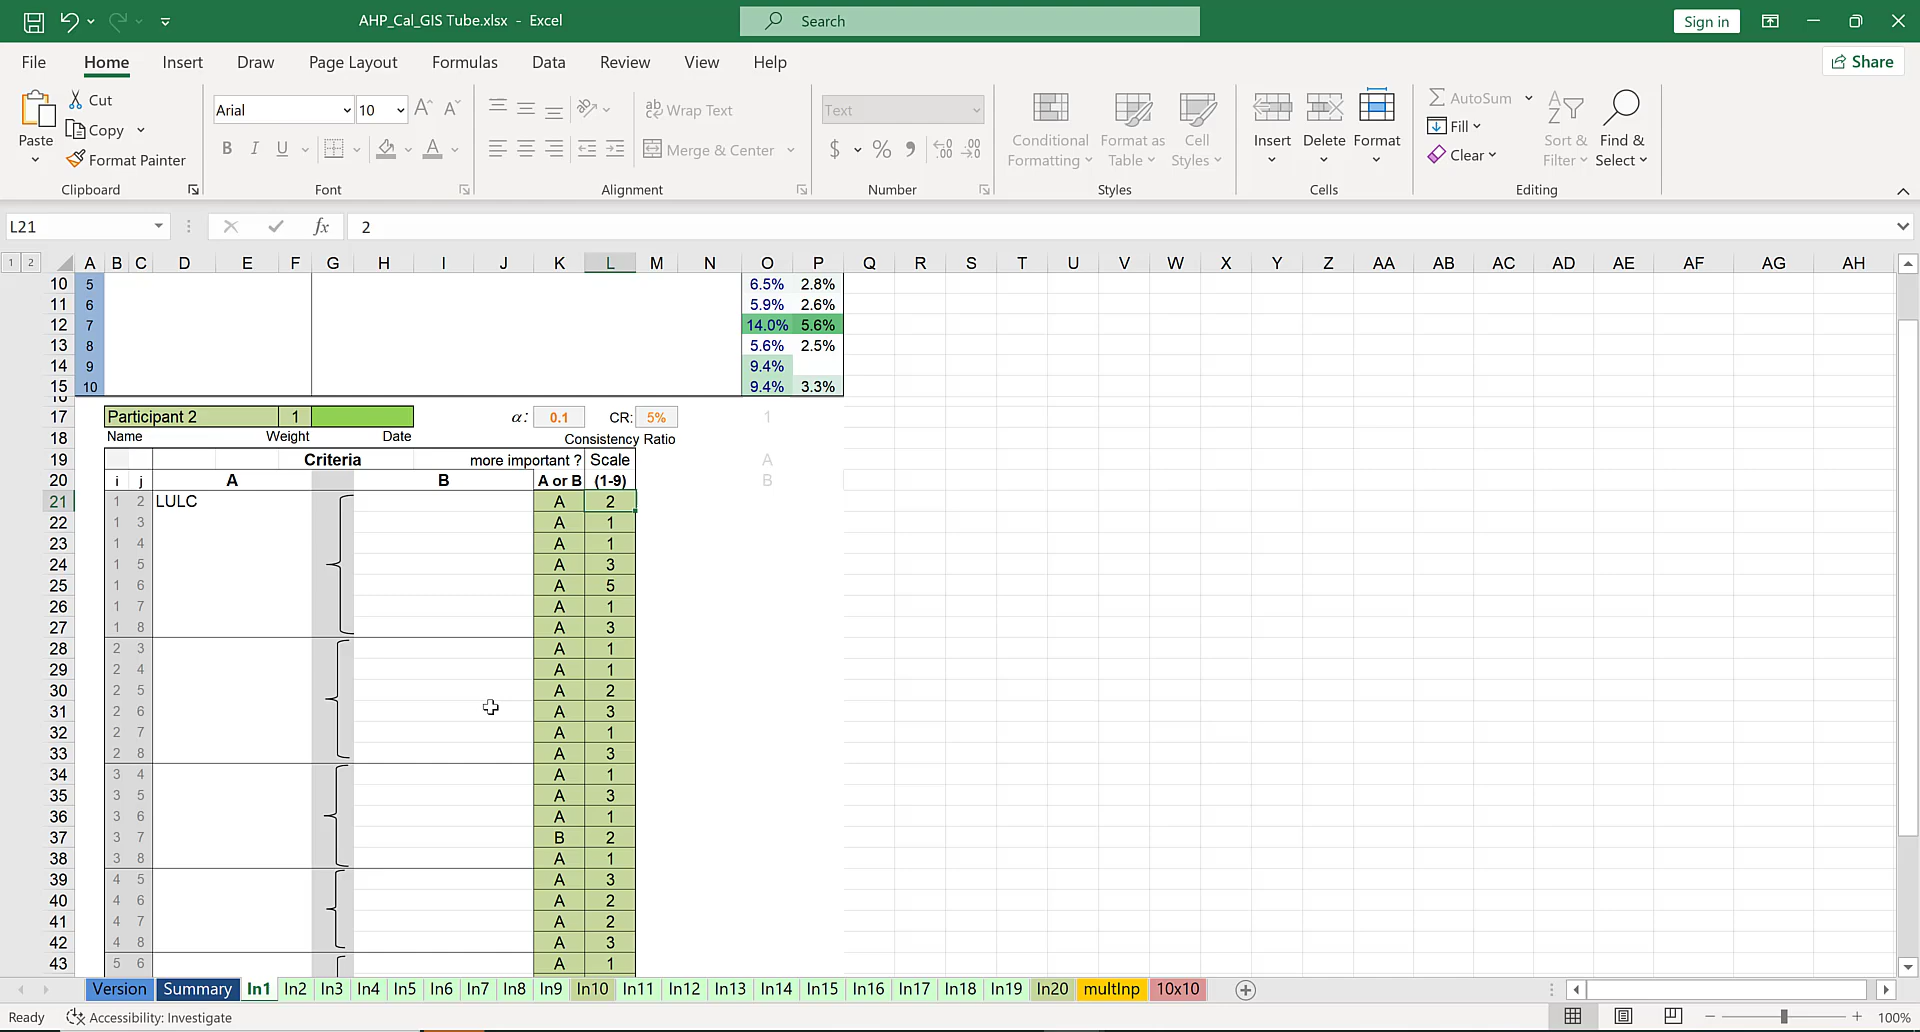 AHP_Cal_GIS Tube.xlsx - Excel
Search
Sign in
File Home Insert Draw Page Layout Formulas Data Review View Help
Share
Paste
Cut
Copy
Format Painter
Clipboard
Arial 10
B I U
Font
Wrap Text
Merge & Center
Alignment
Text
$ % 9
Number
Conditional Formatting
Format as Table
Cell Styles
Styles
Insert Delete Format
Cells
AutoSum
Fill
Clear
Sort & Filter
Find & Select
Editing
L21 fx 2
1 2 A B C D E F G H I J K L M N O P Q R S T U V W X Y Z AA AB AC AD AE AF AG AH
10 5 6.5% 2.8%
11 6 5.9% 2.6%
12 7 14.0% 5.6%
13 8 5.6% 2.5%
14 9 9.4%
15 10 9.4% 3.3%
16
17 Participant 2 1 α: 0.1 CR: 5% 1
18 Name Weight Date Consistency Ratio
19 Criteria more important ? Scale A
20 i j A B A or B (1-9) B
21 1 2 LULC A 2
22 1 3 A 1
23 1 4 A 1
24 1 5 A 3
25 1 6 A 5
26 1 7 A 1
27 1 8 A 3
28 2 3 A 1
29 2 4 A 1
30 2 5 A 2
31 2 6 A 3
32 2 7 A 1
33 2 8 A 3
34 3 4 A 1
35 3 5 A 3
36 3 6 A 1
37 3 7 B 2
38 3 8 A 1
39 4 5 A 3
40 4 6 A 2
41 4 7 A 2
42 4 8 A 3
43 5 6 A 1
Version Summary In1 In2 In3 In4 In5 In6 In7 In8 In9 In10 In11 In12 In13 In14 In15 In16 In17 In18 In19 In20 multInp 10x10
Ready Accessibility: Investigate 100%